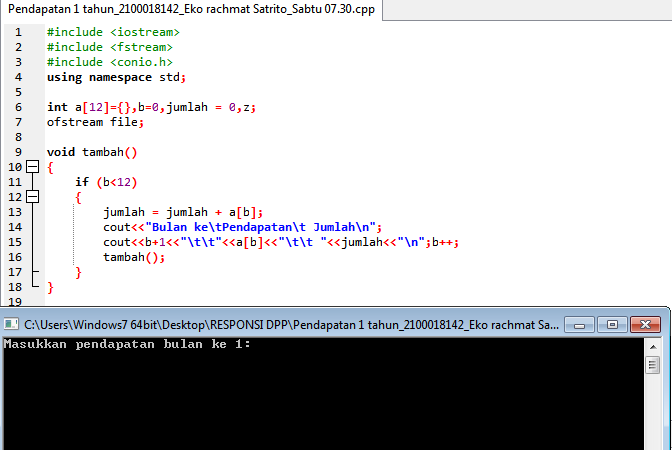 Pendapatan 1 tahun_2100018142_Eko rachmat Satrito_Sabtu 07.30.cpp
1 #include <iostream>
2 #include <fstream>
3 #include <conio.h>
4 using namespace std;
5
6 int a[12]={},b=0,jumlah = 0,z;
7 ofstream file;
8
9 void tambah()
10 {
11 if (b<12)
12 {
13 jumlah = jumlah + a[b];
14 cout<<"Bulan ke\tPendapatan\t Jumlah\n";
15 cout<<b+1<<"\t\t"<<a[b]<<"\t\t "<<jumlah<<"\n";b++;
16 tambah();
17 }
18 }
19
C:\Users\Windows7 64bit\Desktop\RESPONSI DPP\Pendapatan 1 tahun_2100018142_Eko rachmat Sa...
Masukkan pendapatan bulan ke 1: